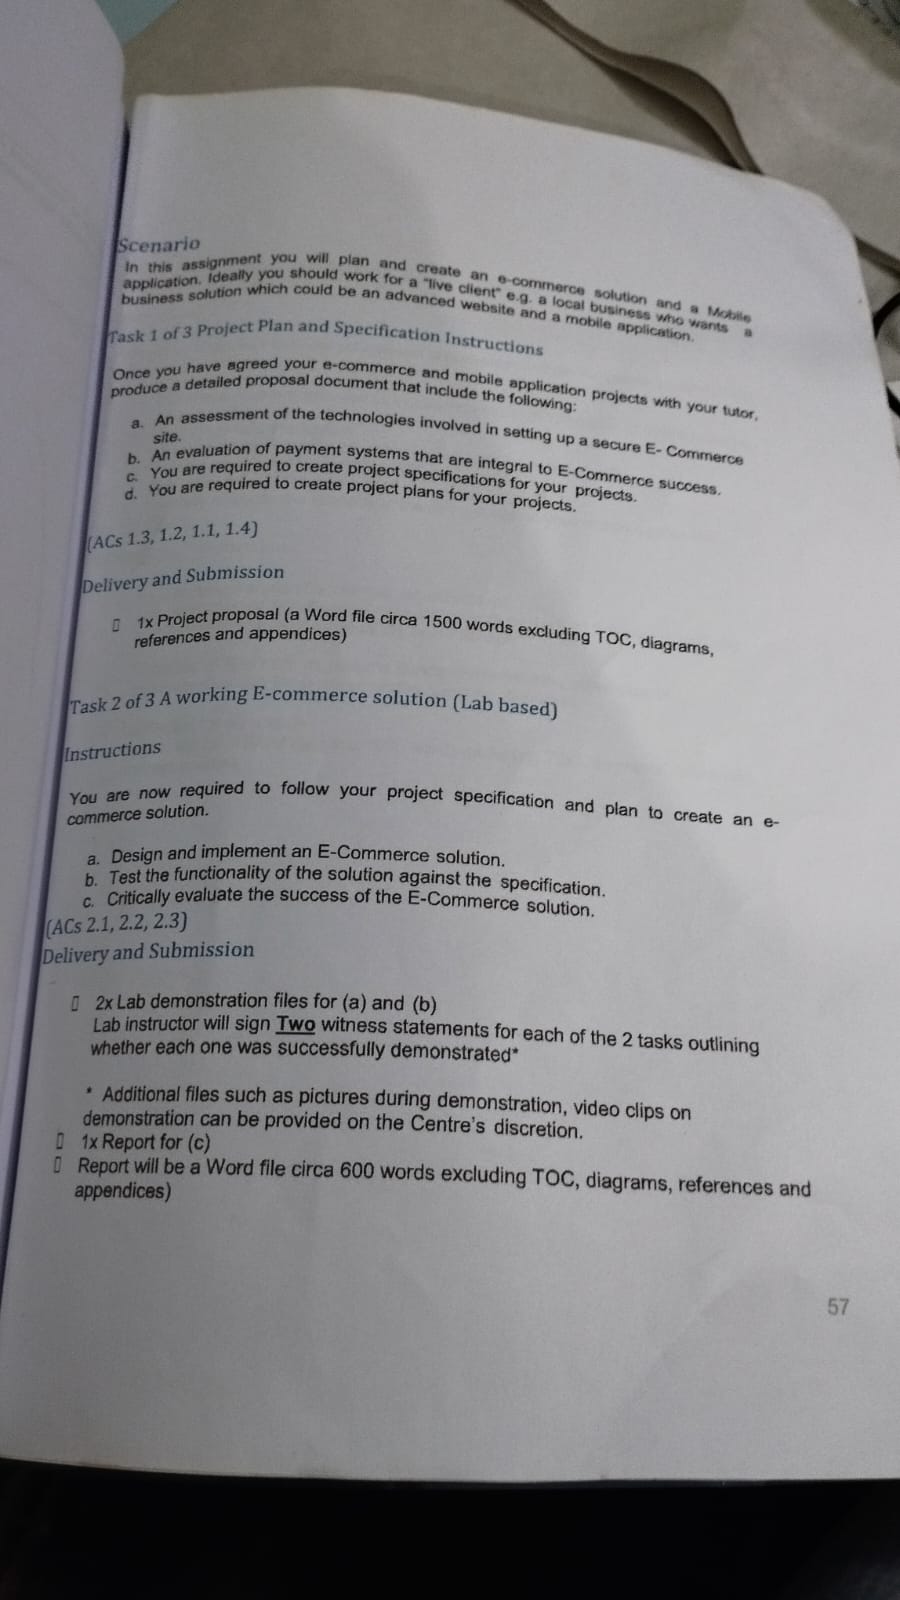 Scenario
In this assignment you will plan and create an e-commerce solution and a Mobile
application. Ideally you should work for a "live client" e.g. a local business who wants a
business solution which could be an advanced website and a mobile application.
Task 1 of 3 Project Plan and Specification Instructions
Once you have agreed your e-commerce and mobile application projects with your tutor,
produce a detailed proposal document that include the following:
a. An assessment of the technologies involved in setting up a secure E- Commerce
site.
b. An evaluation of payment systems that are integral to E-Commerce success.
c. You are required to create project specifications for your projects.
d. You are required to create project plans for your projects.
(ACs 1.3, 1.2, 1.1, 1.4)
Delivery and Submission
▯ 1x Project proposal (a Word file circa 1500 words excluding TOC, diagrams,
references and appendices)
Task 2 of 3 A working E-commerce solution (Lab based)
Instructions
You are now required to follow your project specification and plan to create an e-
commerce solution.
a. Design and implement an E-Commerce solution.
b. Test the functionality of the solution against the specification.
c. Critically evaluate the success of the E-Commerce solution.
(ACs 2.1, 2.2, 2.3)
Delivery and Submission
▯ 2x Lab demonstration files for (a) and (b)
Lab instructor will sign Two witness statements for each of the 2 tasks outlining
whether each one was successfully demonstrated*
* Additional files such as pictures during demonstration, video clips on
demonstration can be provided on the Centre's discretion.
▯ 1x Report for (c)
▯ Report will be a Word file circa 600 words excluding TOC, diagrams, references and
appendices)
57